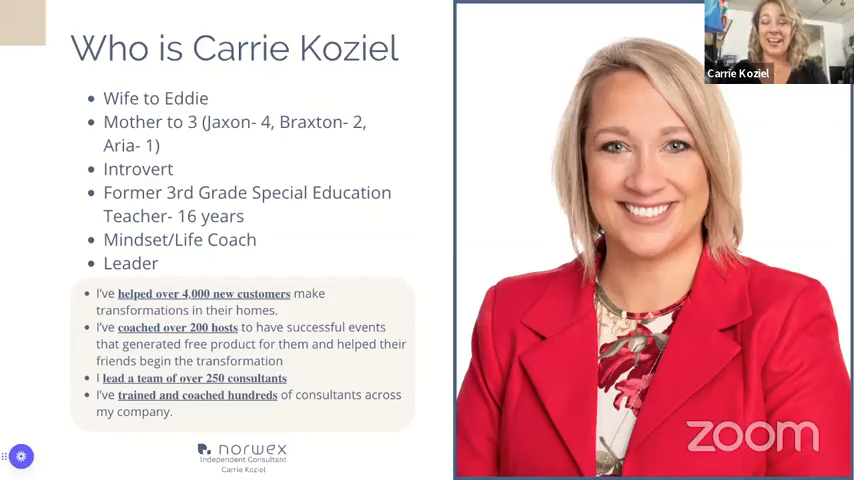 Who is Carrie Koziel
Wife to Eddie
Mother to 3 (Jaxon- 4, Braxton- 2,
Aria- 1)
Introvert
Former 3rd Grade Special Education
Teacher- 16 years
Mindset/Life Coach
Leader
I've helped over 4,000 new customers make
transformations in their homes.
I've coached over 200 hosts to have successful events
that generated free product for them and helped their
friends begin the transformation
I lead a team of over 250 consultants
I've trained and coached hundreds of consultants across
my company.
norwex
Independent Consultant
Carrie Koziel
Carrie Koziel
zoom